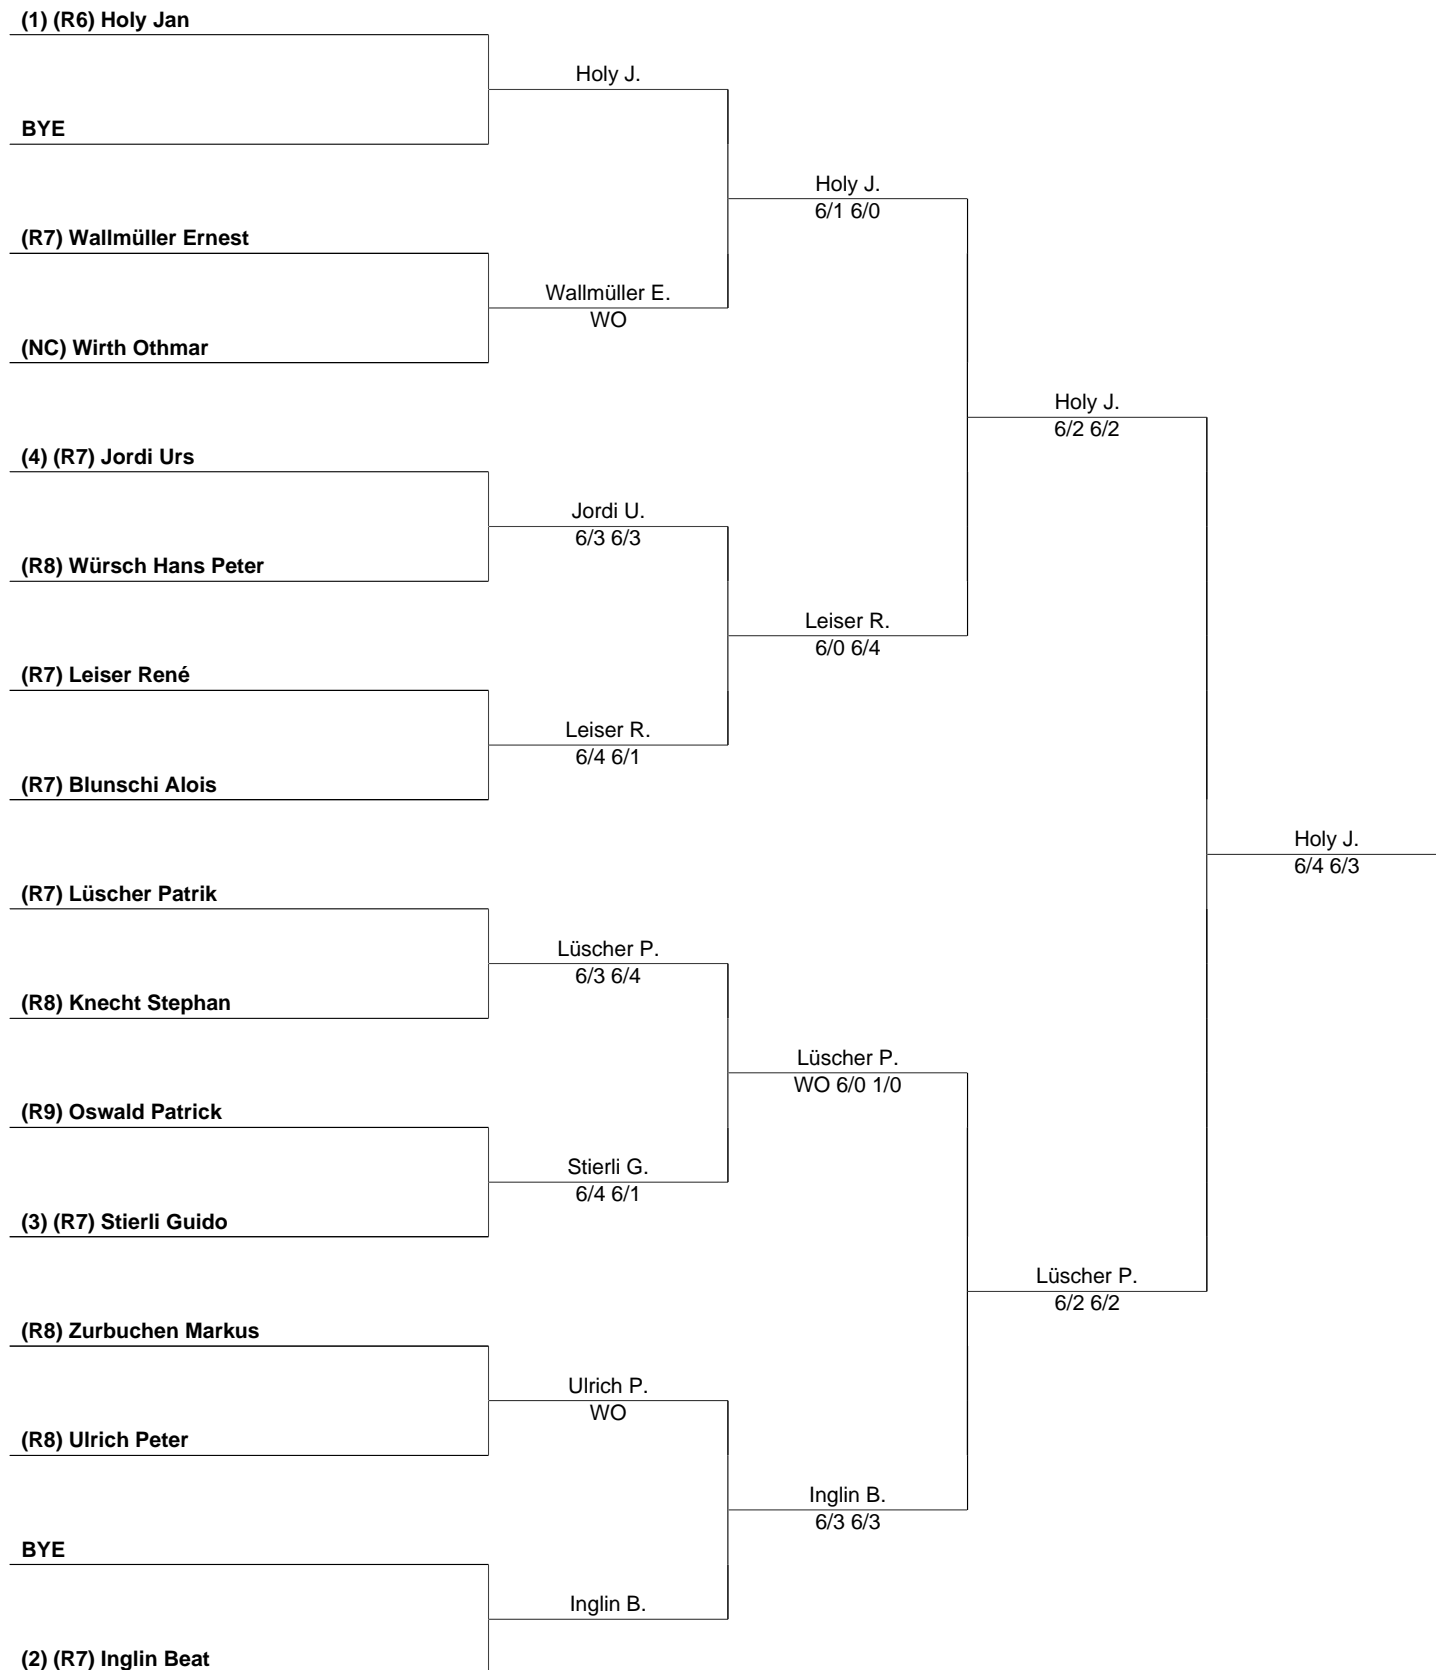 (1) (R6) Holy Jan
Holy J.
BYE
Holy J.
6/1 6/0
(R7) Wallmüller Ernest
Wallmüller E.
WO
(NC) Wirth Othmar
Holy J.
6/2 6/2
(4) (R7) Jordi Urs
Jordi U.
6/3 6/3
(R8) Würsch Hans Peter
Leiser R.
6/0 6/4
(R7) Leiser René
Leiser R.
6/4 6/1
(R7) Blunschi Alois
Holy J.
6/4 6/3
(R7) Lüscher Patrik
Lüscher P.
6/3 6/4
(R8) Knecht Stephan
Lüscher P.
WO 6/0 1/0
(R9) Oswald Patrick
Stierli G.
6/4 6/1
(3) (R7) Stierli Guido
Lüscher P.
6/2 6/2
(R8) Zurbuchen Markus
Ulrich P.
WO
(R8) Ulrich Peter
Inglin B.
6/3 6/3
BYE
Inglin B.
(2) (R7) Inglin Beat